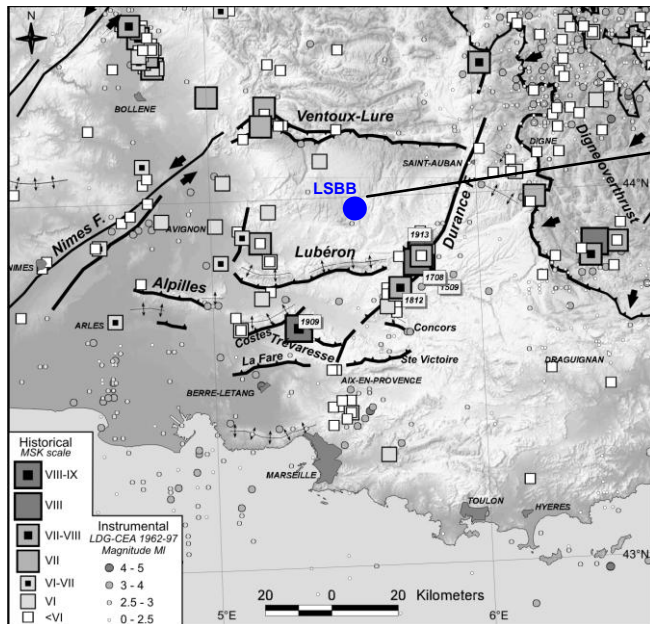 N
BOLLENE
Ventoux-Lure
SAINT-AUBAN
DIGNE
Digne overthrust
LSBB
44°N
Durance F.
Nîmes F.
AVIGNON
NIMES
Lubéron
1913
Alpilles
1708
1509
1812
ARLES
1909
Costes
Trévaresse
Concors
La Fare
Ste Victoire
DRAGUIGNAN
BERRE-LETANG
AIX-EN-PROVENCE
MARSEILLE
TOULON
HYERES
Historical
MSK scale
VIII-IX
VIII
VII-VIII
VII
VI-VII
VI
<VI
Instrumental
LDG-CEA 1962-97
Magnitude Ml
4 - 5
3 - 4
2.5 - 3
0 - 2.5
43°N
20 0 20 Kilometers
5°E
6°E